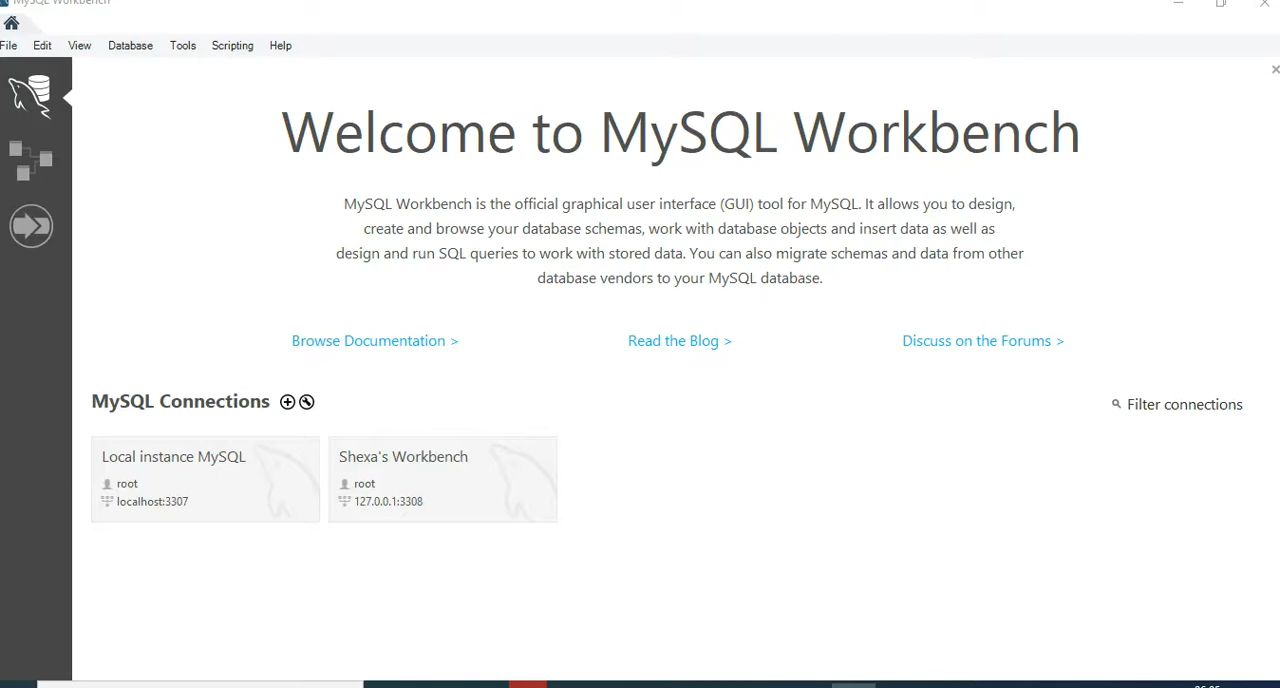 MySQL Workbench
File Edit View Database Tools Scripting Help
Welcome to MySQL Workbench
MySQL Workbench is the official graphical user interface (GUI) tool for MySQL. It allows you to design,
create and browse your database schemas, work with database objects and insert data as well as
design and run SQL queries to work with stored data. You can also migrate schemas and data from other
database vendors to your MySQL database.
Browse Documentation > Read the Blog > Discuss on the Forums >
MySQL Connections Filter connections
Local instance MySQL
root
localhost:3307
Shexa's Workbench
root
127.0.0.1:3308